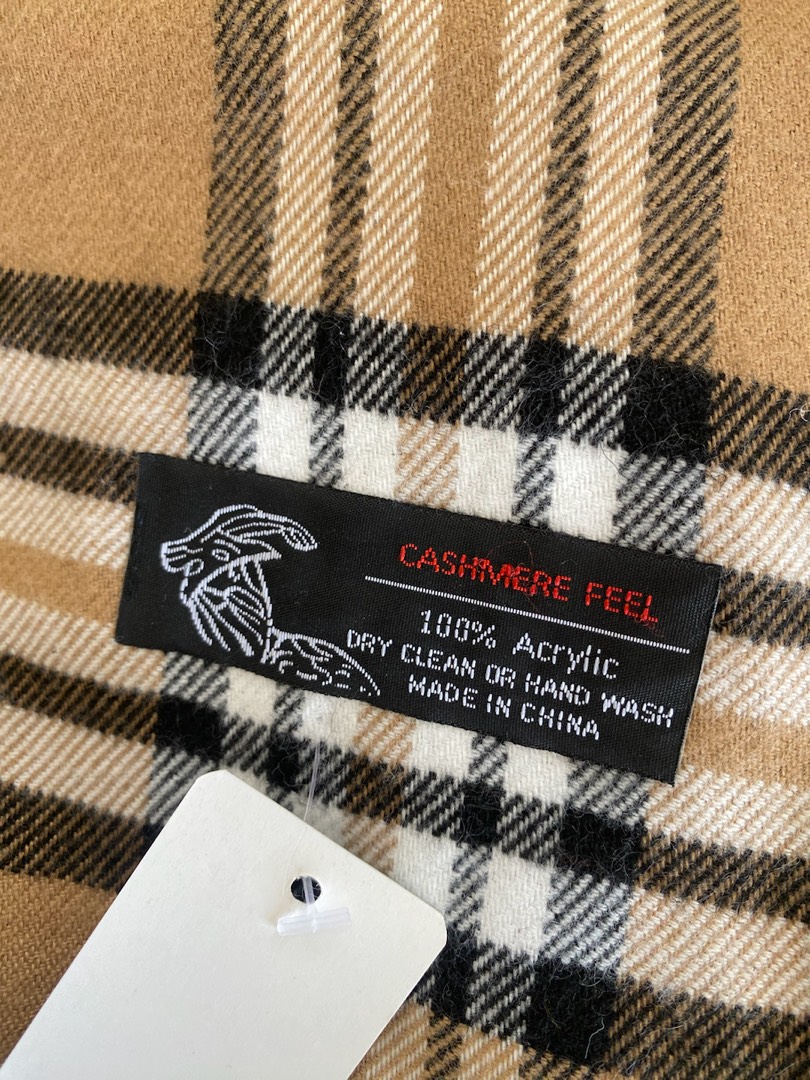 CASHMERE FEEL
100% Acrylic
DRY CLEAN OR HAND WASH
MADE IN CHINA